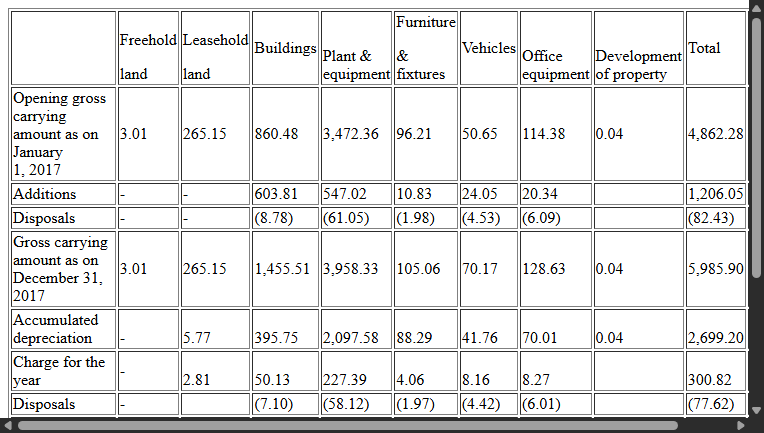 Freehold land | Leasehold land | Buildings | Plant & equipment | Furniture & fixtures | Vehicles | Office equipment | Development of property | Total
Opening gross carrying amount as on January 1, 2017 | 3.01 | 265.15 | 860.48 | 3,472.36 | 96.21 | 50.65 | 114.38 | 0.04 | 4,862.28
Additions | - | - | 603.81 | 547.02 | 10.83 | 24.05 | 20.34 | | 1,206.05
Disposals | - | - | (8.78) | (61.05) | (1.98) | (4.53) | (6.09) | | (82.43)
Gross carrying amount as on December 31, 2017 | 3.01 | 265.15 | 1,455.51 | 3,958.33 | 105.06 | 70.17 | 128.63 | 0.04 | 5,985.90
Accumulated depreciation | - | 5.77 | 395.75 | 2,097.58 | 88.29 | 41.76 | 70.01 | 0.04 | 2,699.20
Charge for the year | - | 2.81 | 50.13 | 227.39 | 4.06 | 8.16 | 8.27 | | 300.82
Disposals | - | | (7.10) | (58.12) | (1.97) | (4.42) | (6.01) | | (77.62)